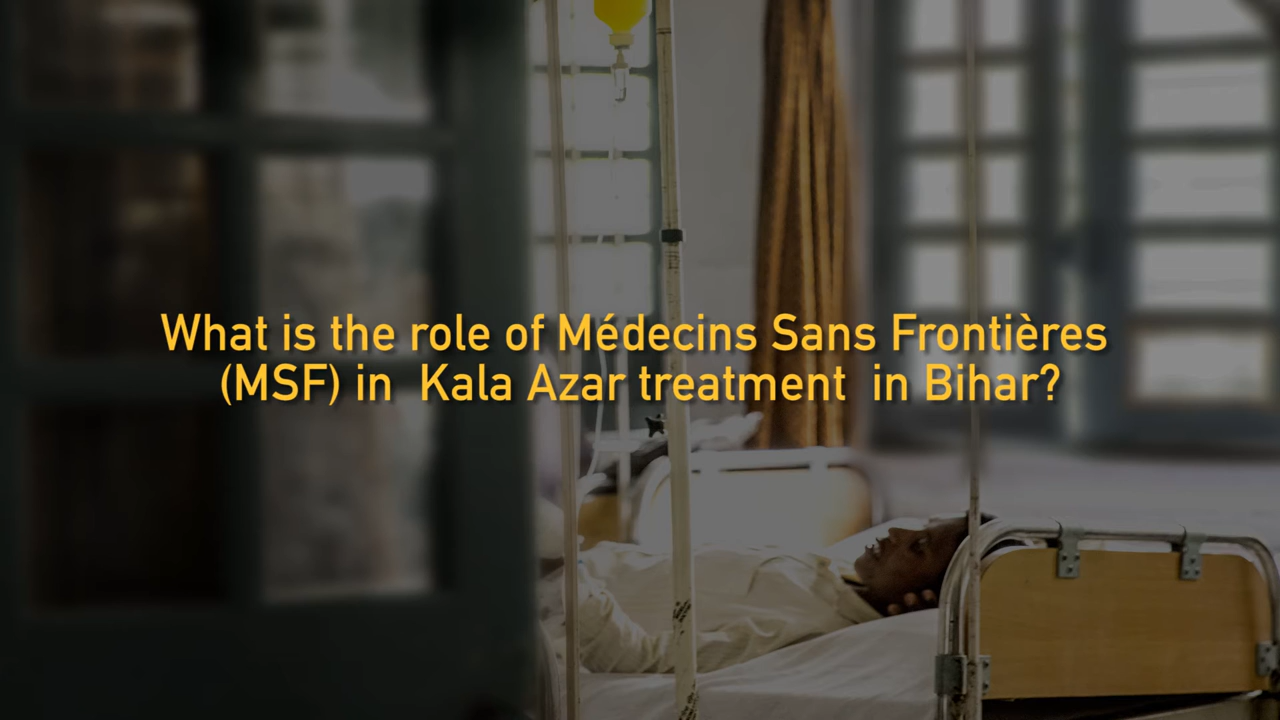 What is the role of Médecins Sans Frontières
(MSF) in  Kala Azar treatment  in Bihar?